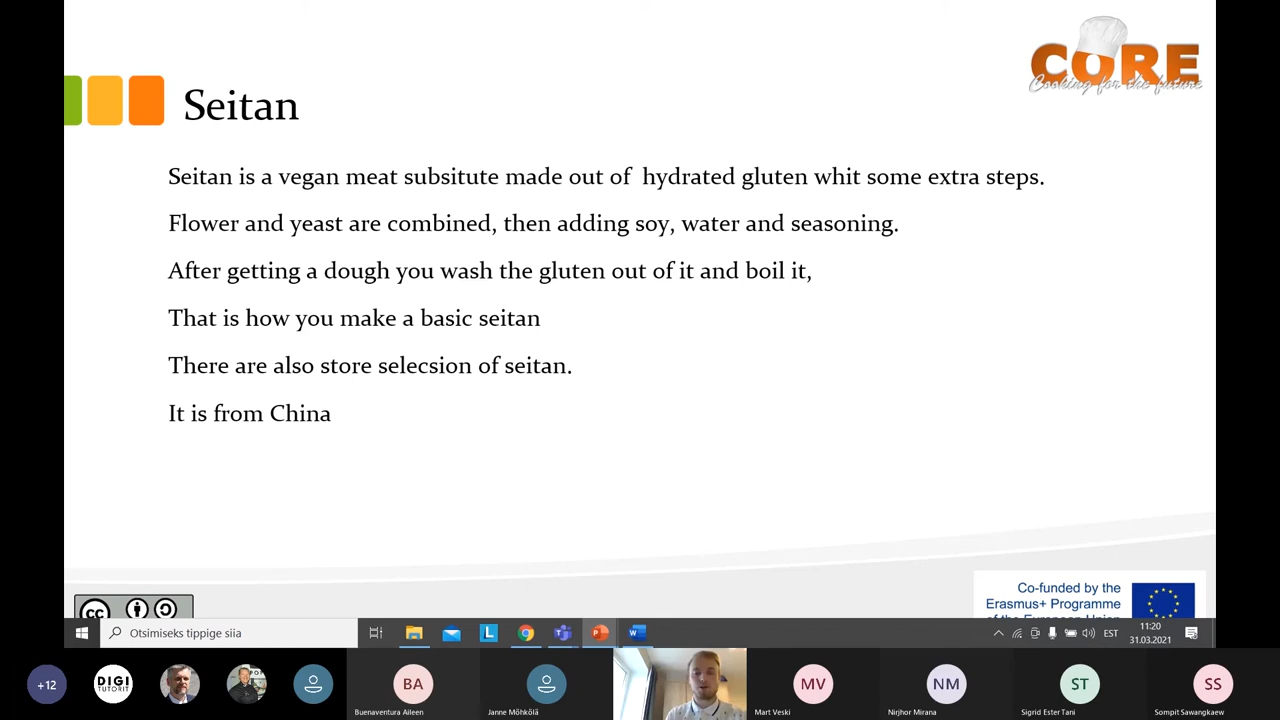 CORE
Cooking for the future
Seitan
Seitan is a vegan meat subsitute made out of  hydrated gluten whit some extra steps.
Flower and yeast are combined, then adding soy, water and seasoning.
After getting a dough you wash the gluten out of it and boil it,
That is how you make a basic seitan
There are also store selecsion of seitan.
It is from China
cc
Co-funded by the
Erasmus+ Programme
of the European Union
Otsimiseks tippige siia
EST
11:20
31.03.2021
+12
DIGI
TUTORIT
BA
MV
NM
ST
SS
Buenaventura Aileen
Janne Mõhkölä
Mart Veski
Nirjhor Mirana
Sigrid Ester Tani
Sompit Sawangkaew